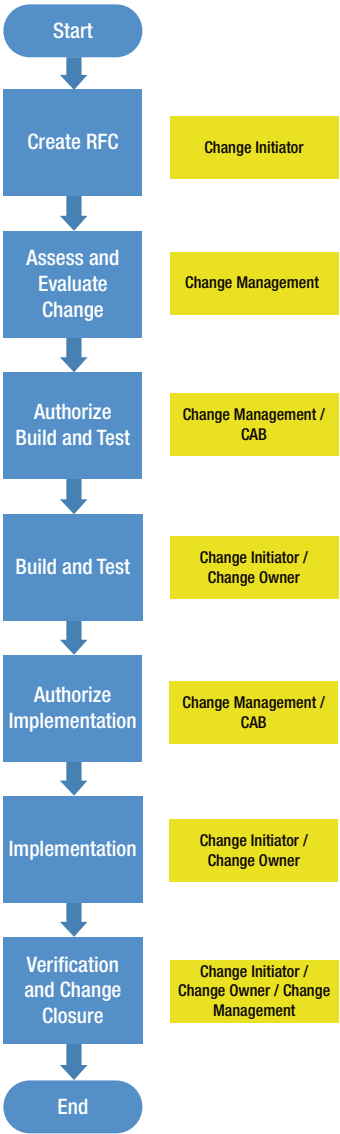 Start
Create RFC
Change Initiator
Assess and
Evaluate
Change
Change Management
Authorize
Build and Test
Change Management /
CAB
Build and Test
Change Initiator /
Change Owner
Authorize
Implementation
Change Management /
CAB
Implementation
Change Initiator /
Change Owner
Verification
and Change
Closure
Change Initiator /
Change Owner / Change
Management
End